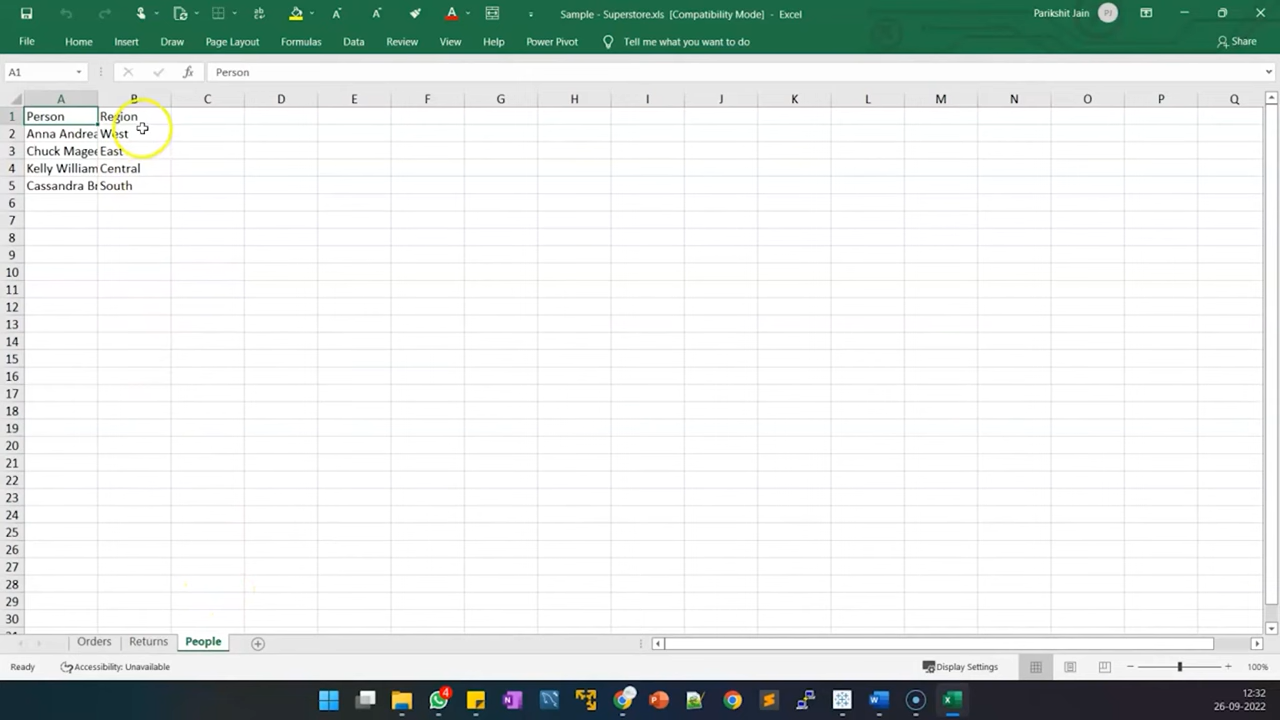 Sample - Superstore.xls [Compatibility Mode] - Excel
Parikshit Jain PJ
File Home Insert Draw Page Layout Formulas Data Review View Help Power Pivot Tell me what you want to do Share
A1 fx Person
A B C D E F G H I J K L M N O P Q
1 Person Region
2 Anna Andrea West
3 Chuck Magee East
4 Kelly William Central
5 Cassandra Br South
6
7
8
9
10
11
12
13
14
15
16
17
18
19
20
21
22
23
24
25
26
27
28
29
30
Orders Returns People
Ready Accessibility: Unavailable Display Settings 100%
4
12:32
26-09-2022